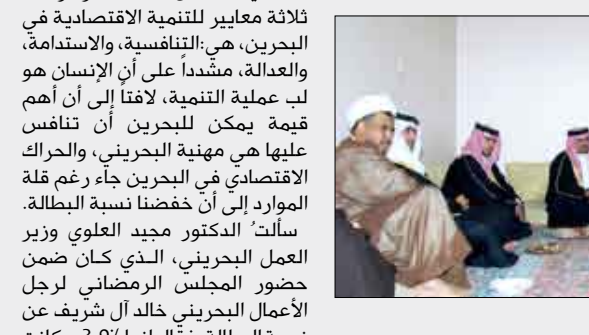 ثلاثة معايير للتنمية الاقتصادية في
البحرين، هي:التنافسية، والاستدامة،
والعدالة، مشدداً على أن الإنسان هو
لب عملية التنمية، لافتاً إلى أن أهم
قيمة يمكن للبحرين أن تنافس
عليها هي مهنية البحريني، والحراك
الاقتصادي في البحرين جاء رغم قلة
الموارد إلى أن خفضنا نسبة البطالة.
سألتُ الدكتور مجيد العلوي وزير
العمل البحريني، الـذي كـان ضمن
حضور المجلس الرمضاني لرجل
الأعمال البحريني خالد آل شريف عن